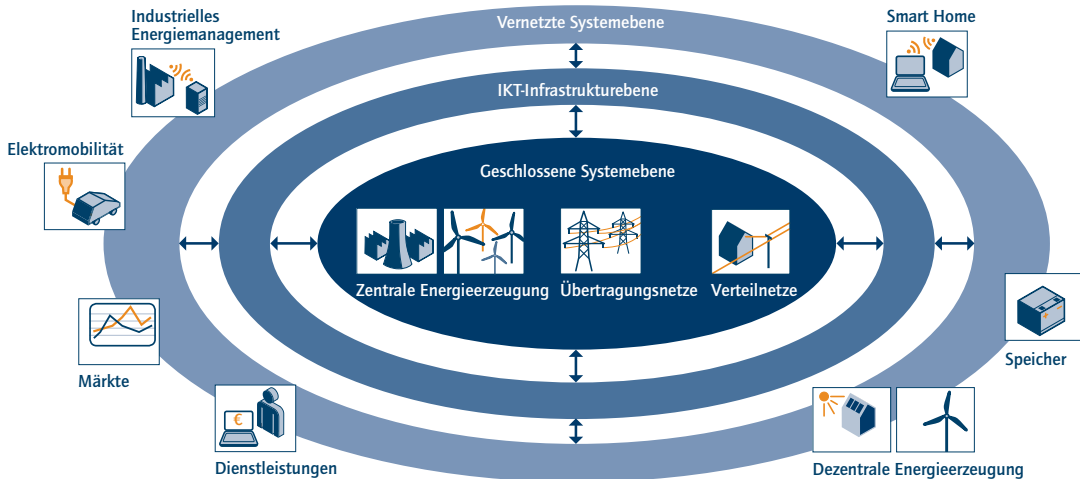 Industrielles
Energiemanagement
Vernetzte Systemebene
Smart Home
IKT-Infrastrukturebene
Elektromobilität
Geschlossene Systemebene
Zentrale Energieerzeugung
Übertragungsnetze
Verteilnetze
Märkte
Speicher
€
Dienstleistungen
Dezentrale Energieerzeugung